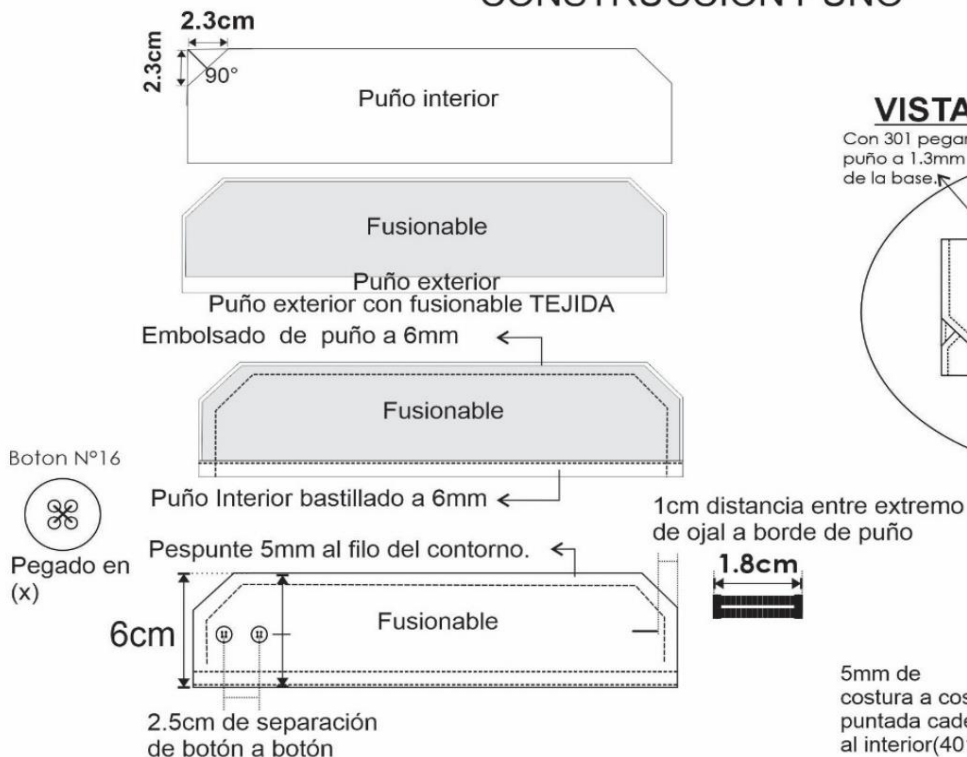 2.3cm
2.3cm
90°
Puño interior
VISTA
Con 301 pegar
puño a 1.3mm
de la base.
Fusionable
Puño exterior
Puño exterior con fusionable TEJIDA
Embolsado de puño a 6mm
Fusionable
Boton Nº16
Pegado en
(x)
Puño Interior bastillado a 6mm
1cm distancia entre extremo
de ojal a borde de puño
1.8cm
Pespunte 5mm al filo del contorno.
6cm
Fusionable
2.5cm de separación
de botón a botón
5mm de
costura a cos
puntada cade
al interior(40